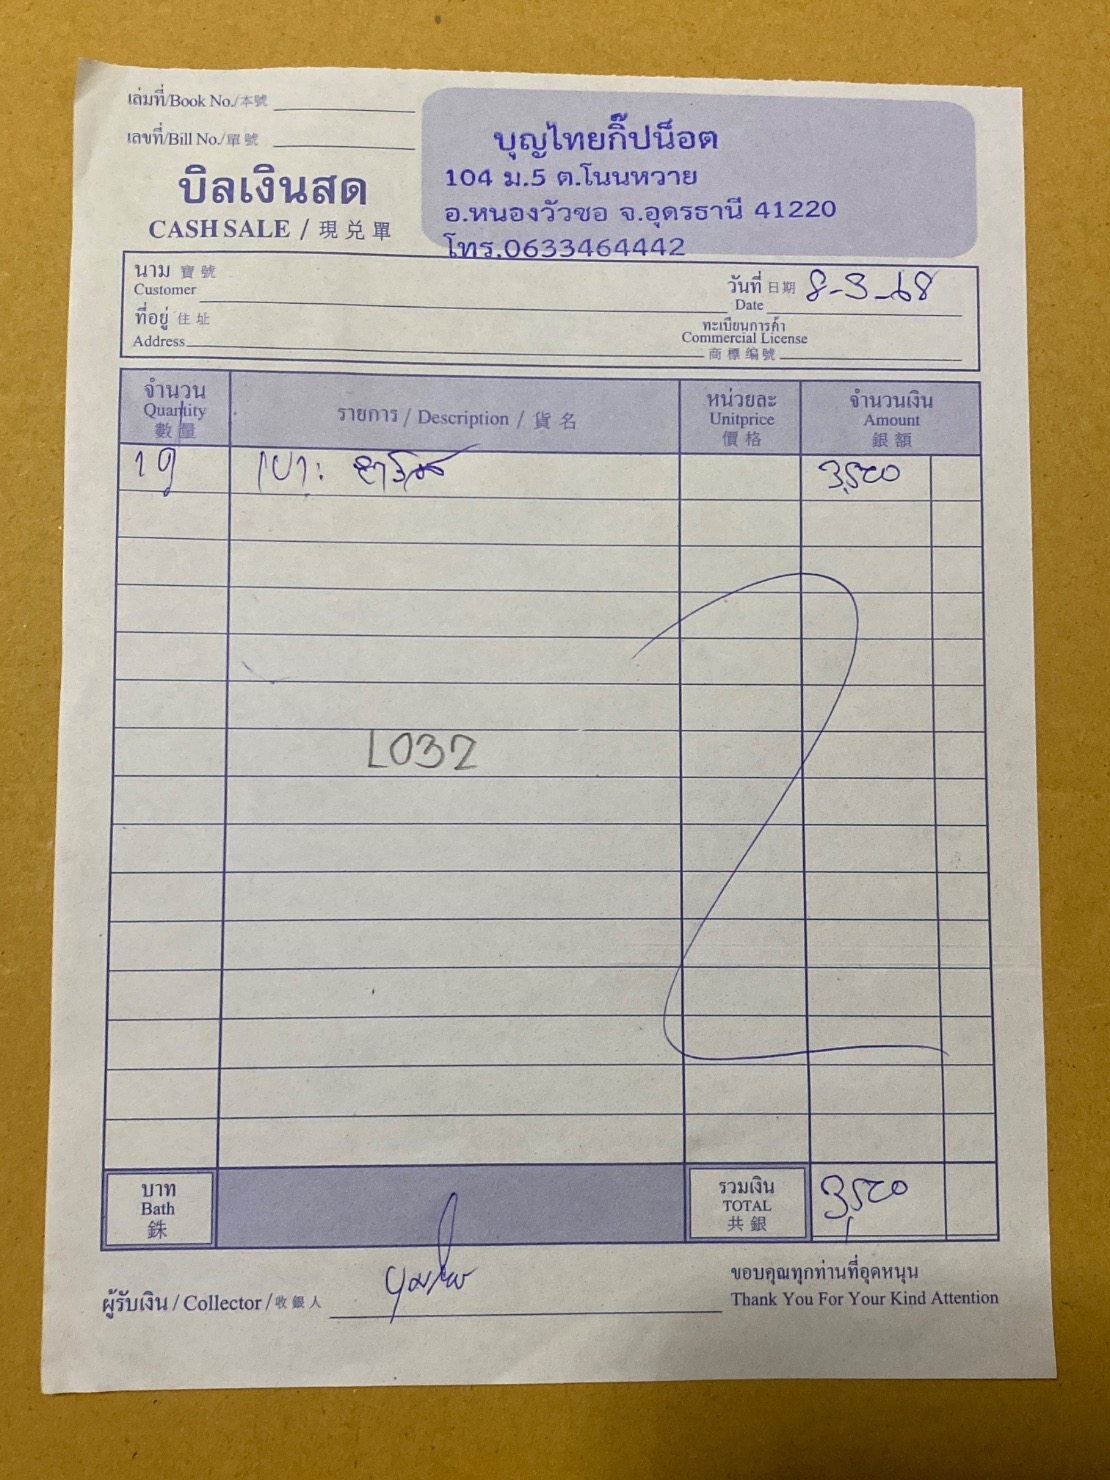 เล่มที่/Book No./本號
เลขที่/Bill No./單號
บิลเงินสด
CASH SALE / 現兌單
บุญไทยกิ๊ปน็อต
104 ม.5 ต.โนนหวาย
อ.หนองวัวซอ จ.อุดรธานี 41220
โทร.0633464442
นาม 寶號
Customer
วันที่ 日期 8-3-68
Date
ที่อยู่ 住址
Address
ทะเบียนการค้า
Commercial License
商標编號
จำนวน
Quantity
數量
รายการ / Description / 貨名
หน่วยละ
Unitprice
價格
จำนวนเงิน
Amount
銀額
1 เบาะ 3,500
L032
บาท
Bath
銖
รวมเงิน
TOTAL
共銀
3,500
ผู้รับเงิน / Collector / 收銀人
ขอบคุณทุกท่านที่อุดหนุน
Thank You For Your Kind Attention